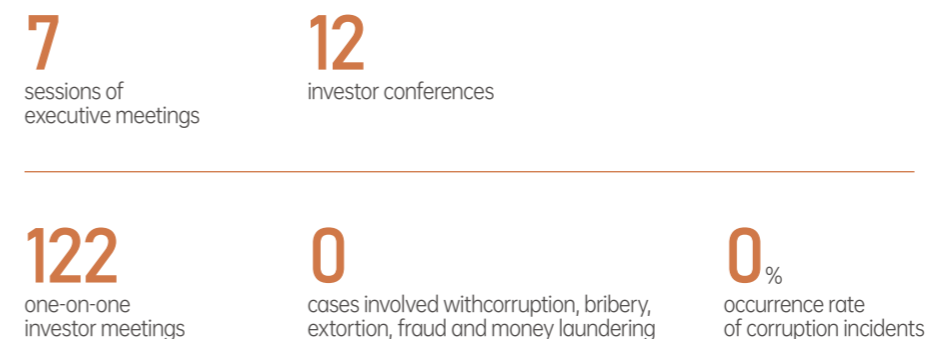 7
sessions of
executive meetings
12
investor conferences
122
one-on-one
investor meetings
0
cases involved withcorruption, bribery,
extortion, fraud and money laundering
0%
occurrence rate
of corruption incidents